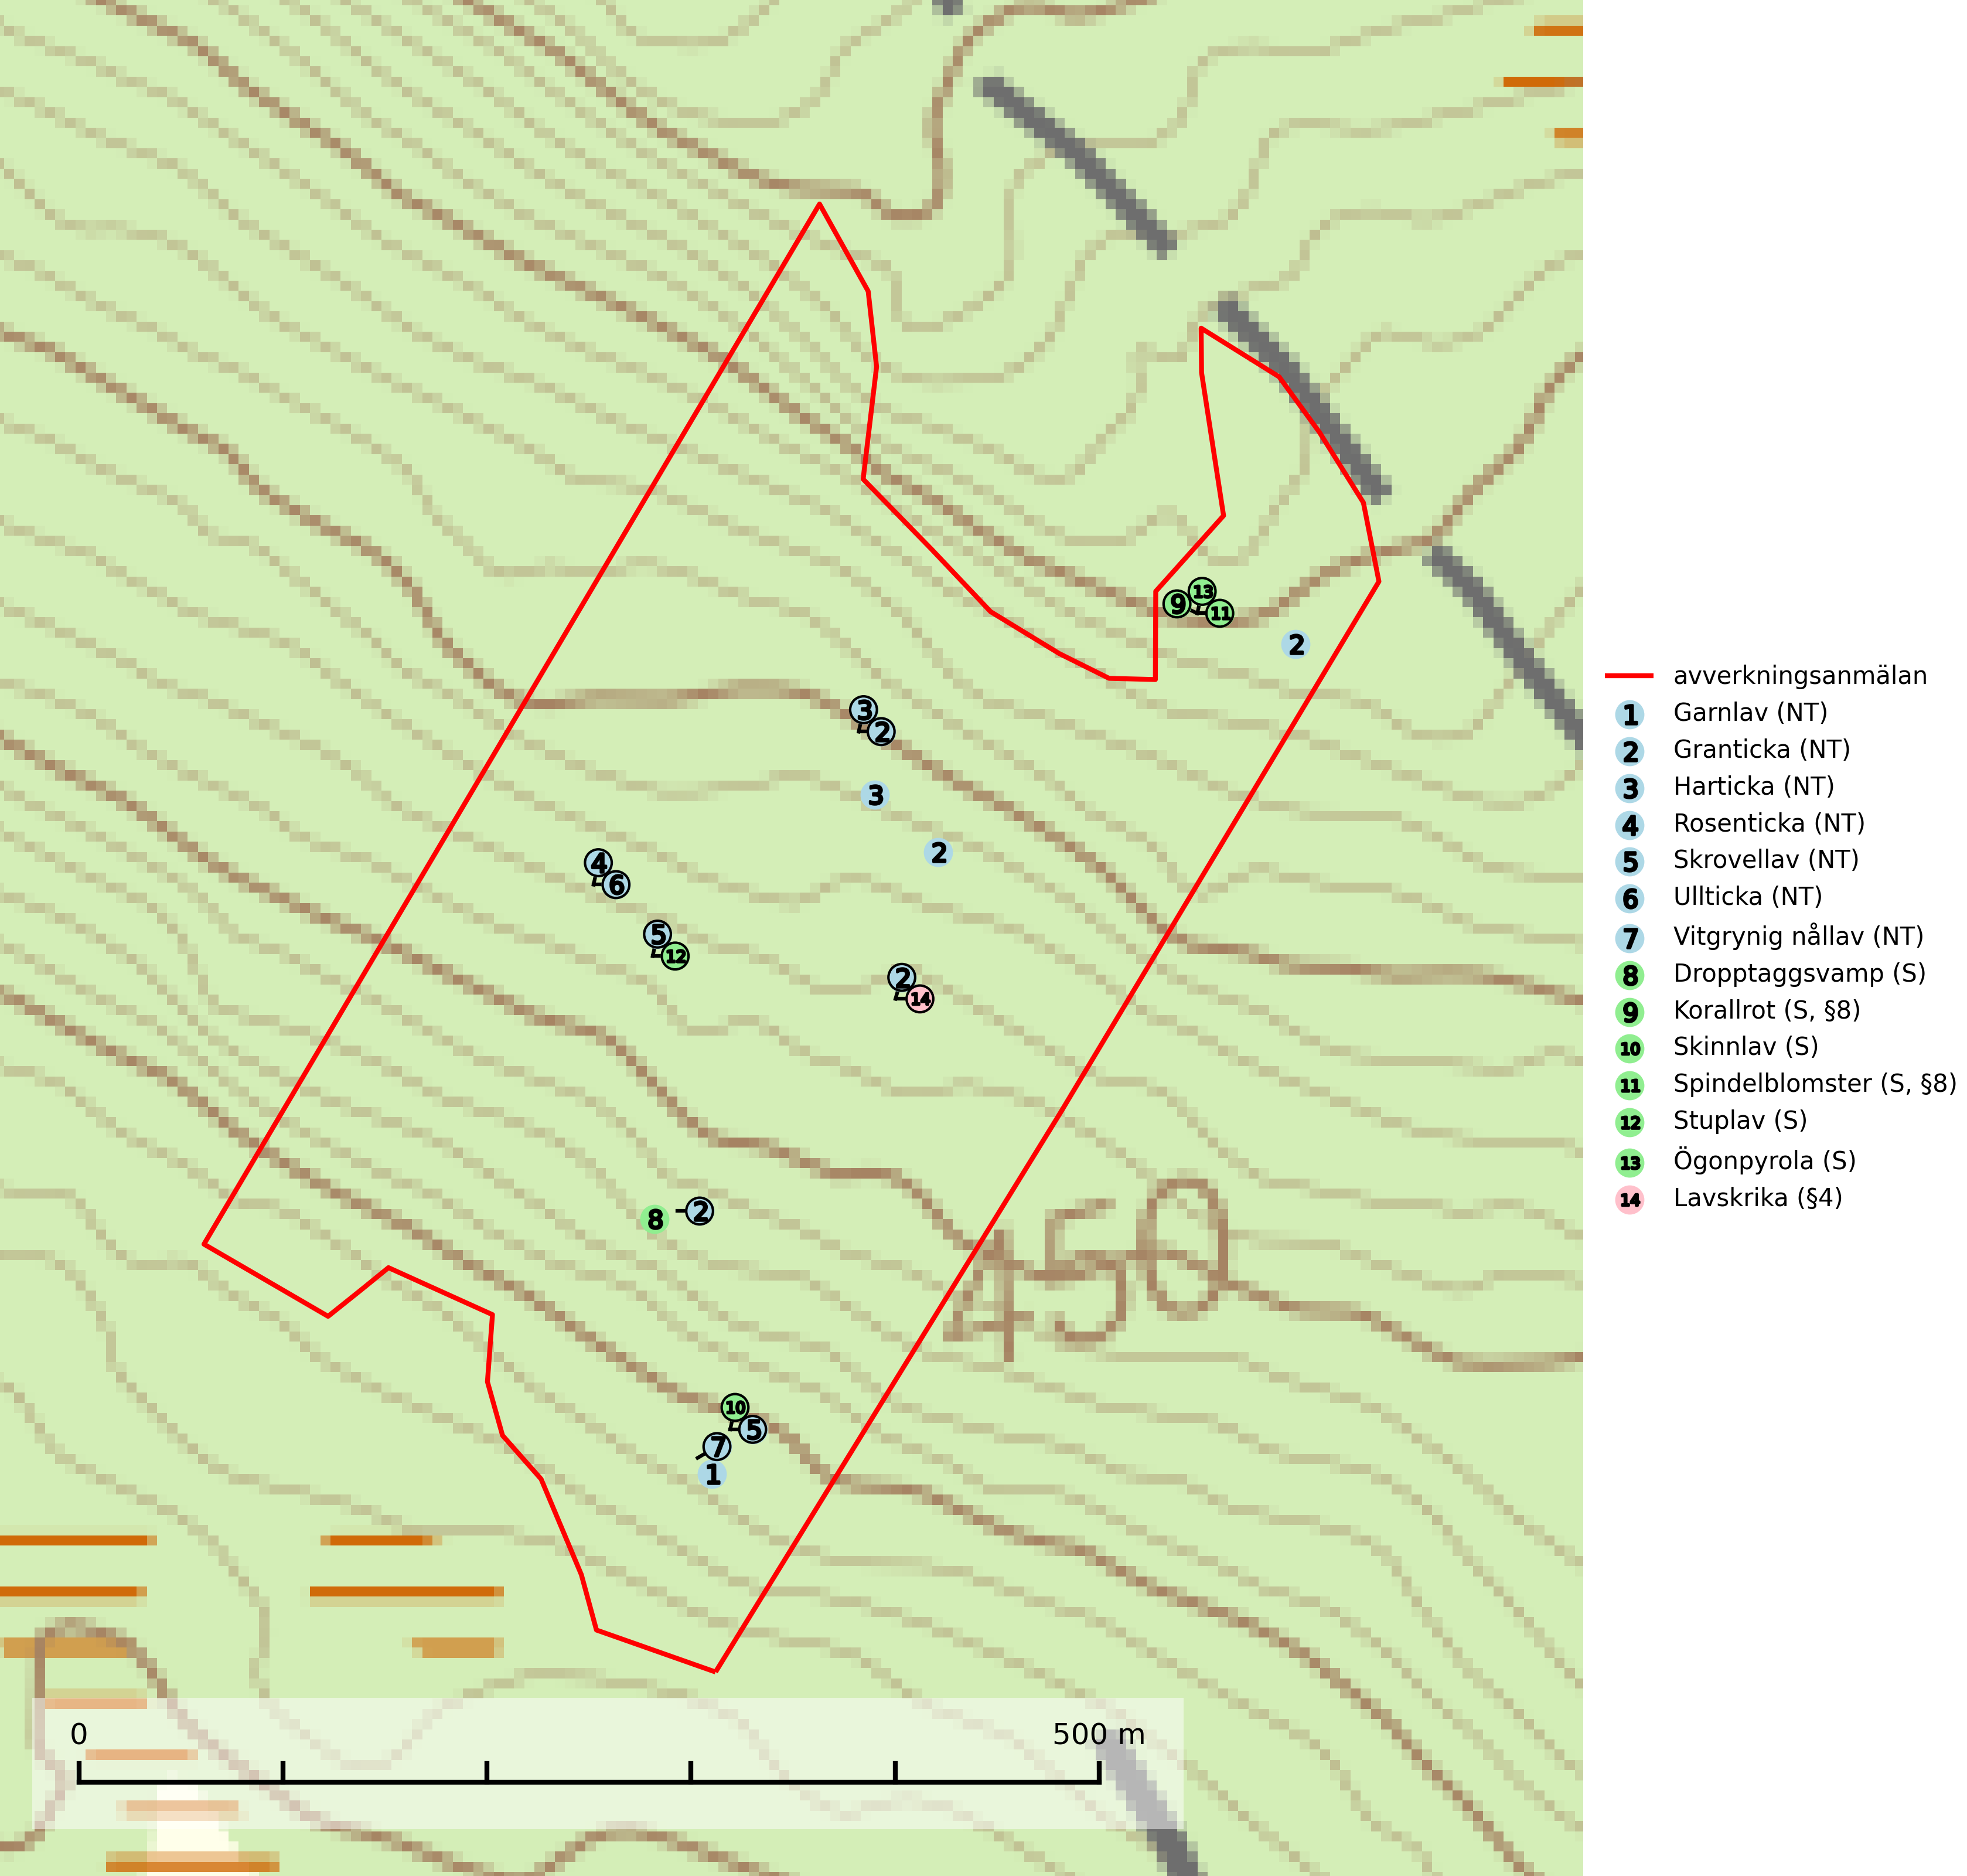 13
9
11
2
3
2
3
2
4
6
5
12
2
14
8
2
450
10
5
7
1
0 500 m
avverkningsanmälan
1 Garnlav (NT)
2 Granticka (NT)
3 Harticka (NT)
4 Rosenticka (NT)
5 Skrovellav (NT)
6 Ullticka (NT)
7 Vitgrynig nållav (NT)
8 Dropptaggsvamp (S)
9 Korallrot (S, §8)
10 Skinnlav (S)
11 Spindelblomster (S, §8)
12 Stuplav (S)
13 Ögonpyrola (S)
14 Lavskrika (§4)